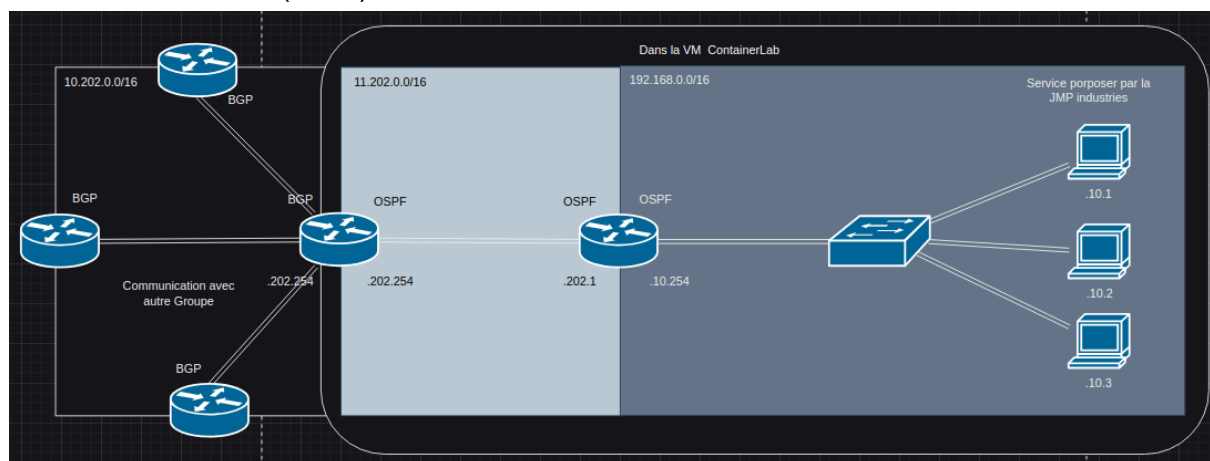 Dans la VM ContainerLab
10.202.0.0/16
11.202.0.0/16
192.168.0.0/16
Service porposer par la
JMP industries
BGP
BGP
BGP
OSPF
OSPF
OSPF
.10.1
.202.254
.202.254
.202.1
.10.254
Communication avec
autre Groupe
.10.2
BGP
.10.3